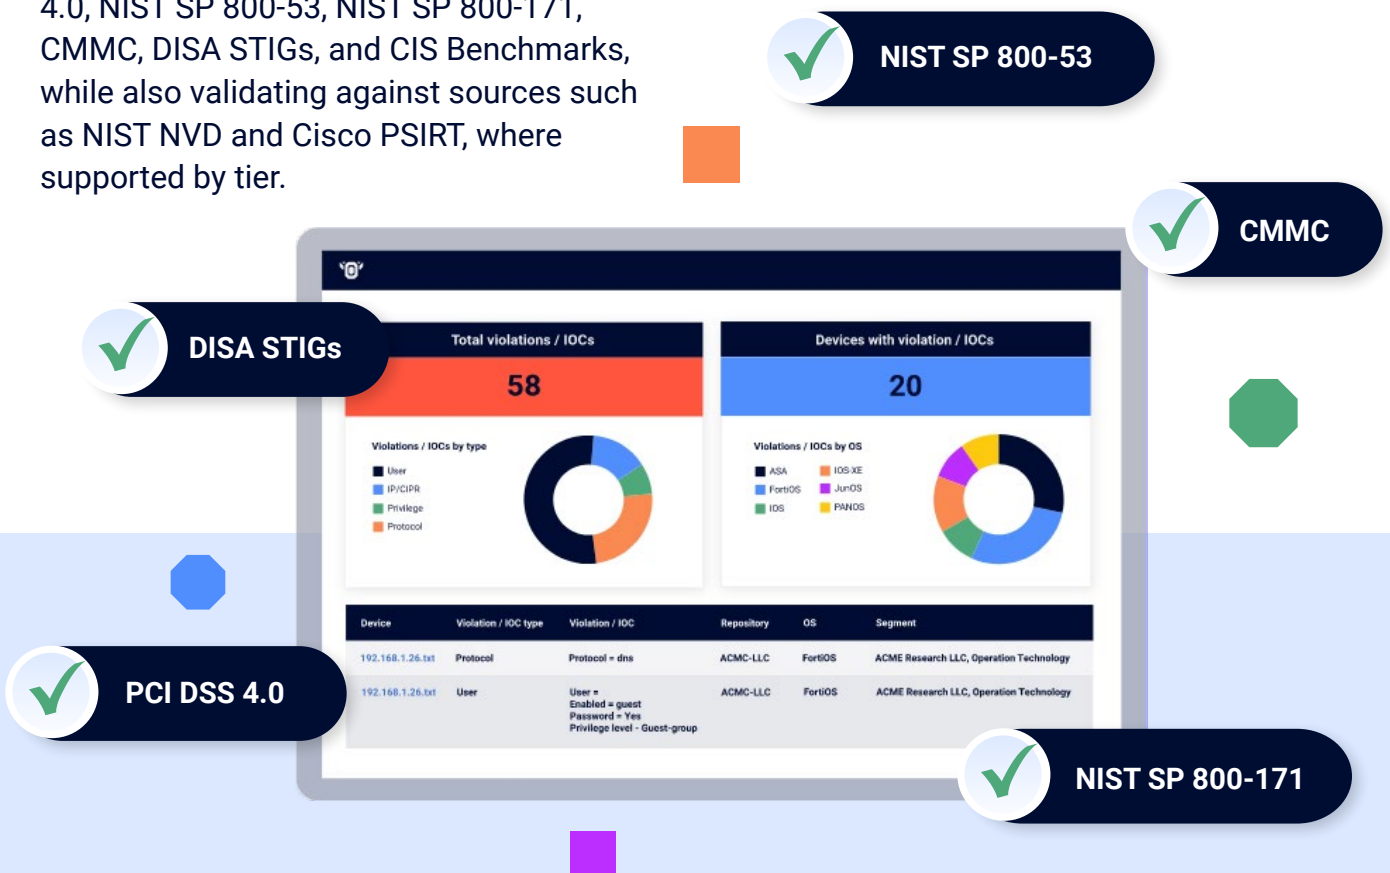 4.0, NIST SP 800-53, NIST SP 800-171,
CMMC, DISA STIGs, and CIS Benchmarks,
while also validating against sources such
as NIST NVD and Cisco PSIRT, where
supported by tier.
NIST SP 800-53
CMMC
DISA STIGs
Total violations / IOCs
58
Violations / IOCs by type
User
IP/CIPR
Privilege
Protocol
Devices with violation / IOCs
20
Violations / IOCs by OS
ASA
FortiOS
IOS
IOS-XE
JunOS
PANOS
Device Violation / IOC type Violation / IOC Repository OS Segment
192.168.1.26.txt Protocol Protocol = dns ACMC-LLC FortiOS ACME Research LLC, Operation Technology
192.168.1.26.txt User User = ACMC-LLC FortiOS ACME Research LLC, Operation Technology
Enabled = guest
Password = Yes
Privilege level - Guest-group
PCI DSS 4.0
NIST SP 800-171